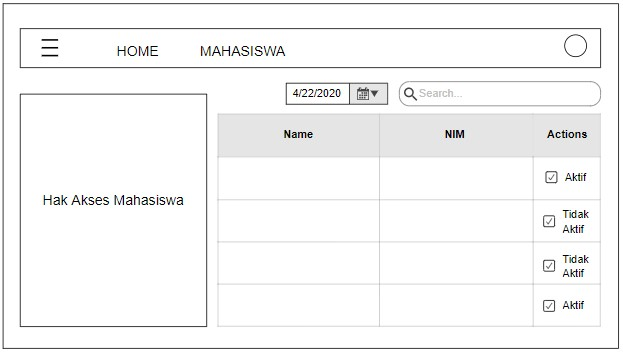 HOME MAHASISWA
4/22/2020 Search...
Hak Akses Mahasiswa
Name NIM Actions
Aktif
Tidak
Aktif
Tidak
Aktif
Aktif